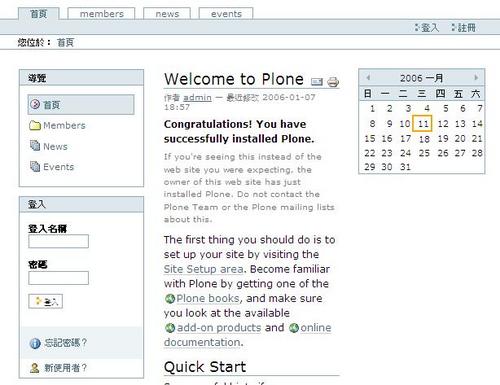 首頁 members news events
登入 註冊
您位於： 首頁
導覽
首頁
Members
News
Events
登入
登入名稱
密碼
登入
忘記密碼？
新使用者？
Welcome to Plone
作者 admin — 最近修改 2006-01-07
18:57
Congratulations! You have
successfully installed Plone.
If you're seeing this instead of the
web site you were expecting, the
owner of this web site has just
installed Plone. Do not contact the
Plone Team or the Plone mailing lists
about this.
The first thing you should do is to
set up your site by visiting the
Site Setup area. Become familiar
with Plone by getting one of the
Plone books, and make sure
you look at the available
add-on products and online
documentation.
Quick Start
2006 一月
日 一 二 三 四 五 六
1 2 3 4 5 6 7
8 9 10 11 12 13 14
15 16 17 18 19 20 21
22 23 24 25 26 27 28
29 30 31